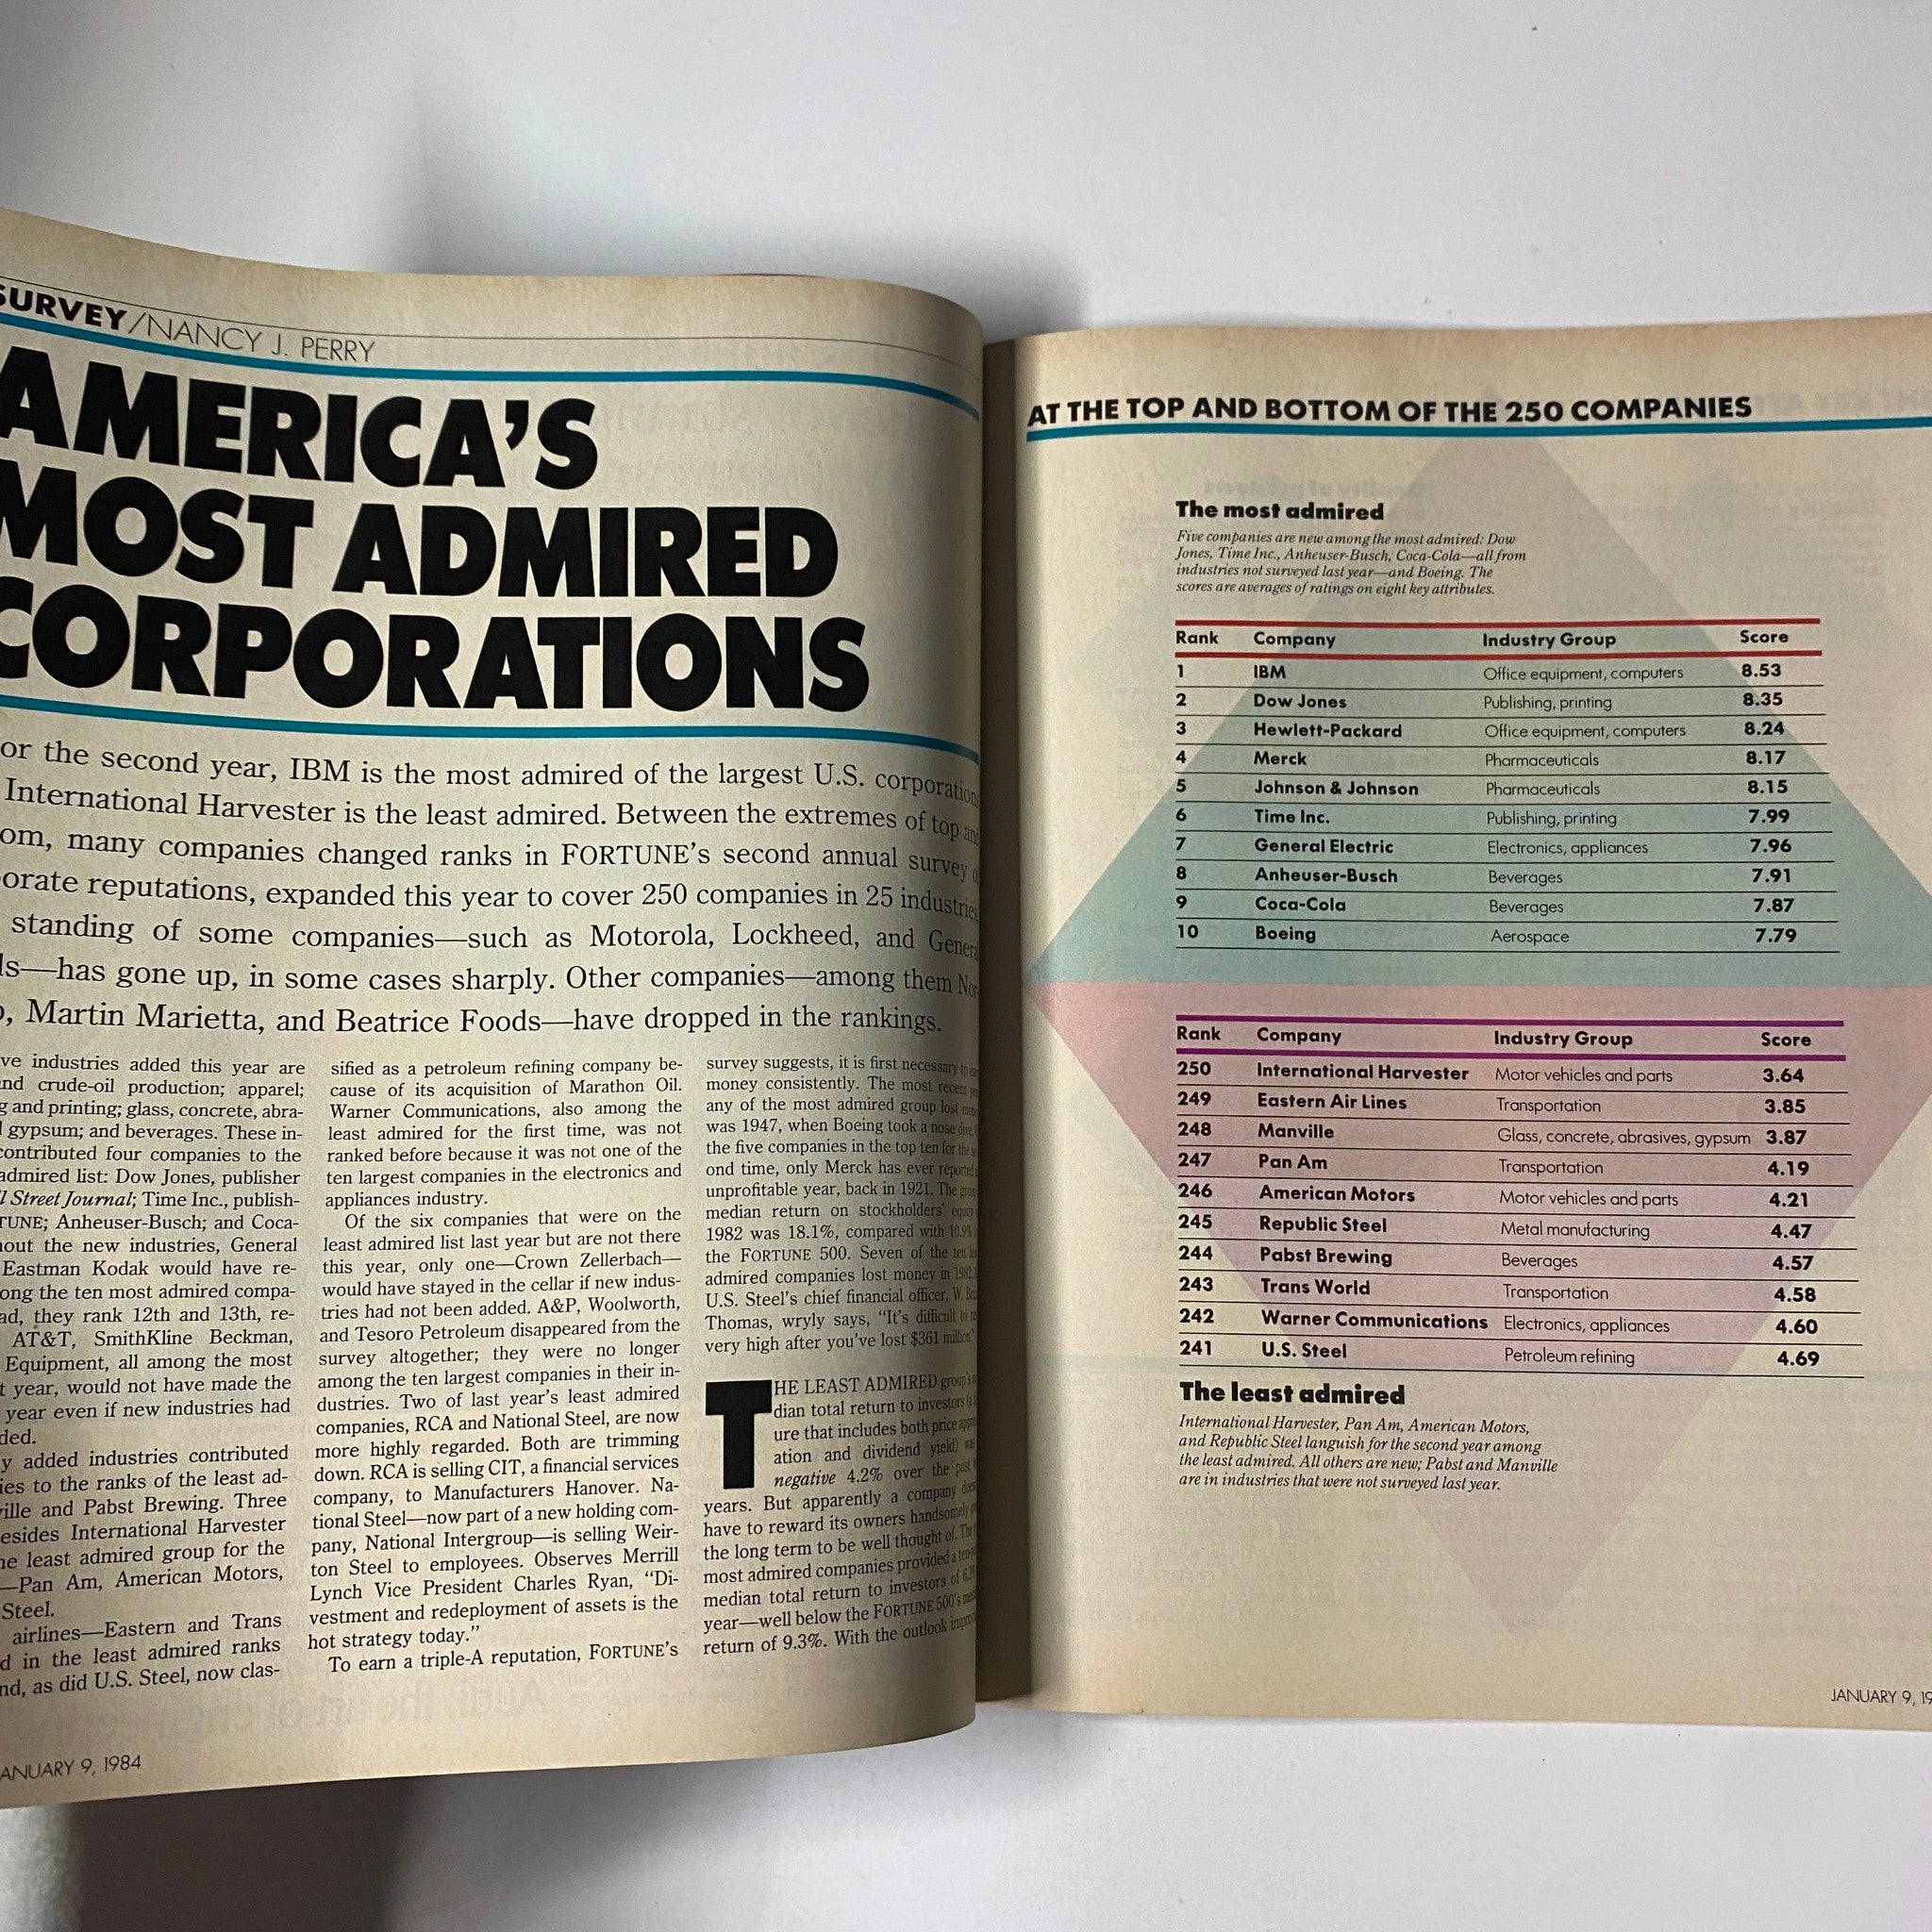 SURVEY/NANCY J. PERRY
AMERICA'S
MOST ADMIRED
CORPORATIONS
or the second year, IBM is the most admired of the largest U.S. corporations
International Harvester is the least admired. Between the extremes of top and
om, many companies changed ranks in FORTUNE's second annual survey of
orate reputations, expanded this year to cover 250 companies in 25 industries
standing of some companies—such as Motorola, Lockheed, and General
ls—has gone up, in some cases sharply. Other companies—among them Nor
, Martin Marietta, and Beatrice Foods—have dropped in the rankings.
ve industries added this year are
nd crude-oil production; apparel;
g and printing; glass, concrete, abra-
gypsum; and beverages. These in-
contributed four companies to the
admired list: Dow Jones, publisher
l Street Journal; Time Inc., publish-
TUNE; Anheuser-Busch; and Coca-
hout the new industries, General
Eastman Kodak would have re-
ong the ten most admired compa-
ad, they rank 12th and 13th, re-
AT&T, SmithKline Beckman,
Equipment, all among the most
t year, would not have made the
year even if new industries had
ded.
y added industries contributed
ies to the ranks of the least ad-
ville and Pabst Brewing. Three
esides International Harvester
he least admired group for the
—Pan Am, American Motors,
Steel.
airlines—Eastern and Trans
d in the least admired ranks
nd, as did U.S. Steel, now clas-
sified as a petroleum refining company be-
cause of its acquisition of Marathon Oil.
Warner Communications, also among the
least admired for the first time, was not
ranked before because it was not one of the
ten largest companies in the electronics and
appliances industry.
Of the six companies that were on the
least admired list last year but are not there
this year, only one—Crown Zellerbach—
would have stayed in the cellar if new indus-
tries had not been added. A&P, Woolworth,
and Tesoro Petroleum disappeared from the
survey altogether; they were no longer
among the ten largest companies in their in-
dustries. Two of last year's least admired
companies, RCA and National Steel, are now
more highly regarded. Both are trimming
down. RCA is selling CIT, a financial services
company, to Manufacturers Hanover. Na-
tional Steel—now part of a new holding com-
pany, National Intergroup—is selling Weir-
ton Steel to employees. Observes Merrill
Lynch Vice President Charles Ryan, "Di-
vestment and redeployment of assets is the
hot strategy today."
To earn a triple-A reputation, FORTUNE's
survey suggests, it is first necessary to
money consistently. The most recent
any of the most admired group lost
was 1947, when Boeing took a nose dive.
the five companies in the top ten for the
ond time, only Merck has ever reported
unprofitable year, back in 1921. The
median return on stockholders' equity
1982 was 18.1%, compared with 10.9%
the FORTUNE 500. Seven of the ten
admired companies lost money in 1982.
U.S. Steel's chief financial officer, W.
Thomas, wryly says, "It's difficult to
very high after you've lost $361 million."
THE LEAST ADMIRED group's
dian total return to investors
ure that includes both price
ation and dividend yield)
negative 4.2% over the past
years. But apparently a company
have to reward its owners handsomely
the long term to be well thought of. The
most admired companies provided a
median total return to investors of
year—well below the FORTUNE 500's
return of 9.3%. With the outlook
ANUARY 9, 1984
AT THE TOP AND BOTTOM OF THE 250 COMPANIES
The most admired
Five companies are new among the most admired: Dow
Jones, Time Inc., Anheuser-Busch, Coca-Cola—all from
industries not surveyed last year—and Boeing. The
scores are averages of ratings on eight key attributes.
Rank Company Industry Group Score
1 IBM Office equipment, computers 8.53
2 Dow Jones Publishing, printing 8.35
3 Hewlett-Packard Office equipment, computers 8.24
4 Merck Pharmaceuticals 8.17
5 Johnson & Johnson Pharmaceuticals 8.15
6 Time Inc. Publishing, printing 7.99
7 General Electric Electronics, appliances 7.96
8 Anheuser-Busch Beverages 7.91
9 Coca-Cola Beverages 7.87
10 Boeing Aerospace 7.79
Rank Company Industry Group Score
250 International Harvester Motor vehicles and parts 3.64
249 Eastern Air Lines Transportation 3.85
248 Manville Glass, concrete, abrasives, gypsum 3.87
247 Pan Am Transportation 4.19
246 American Motors Motor vehicles and parts 4.21
245 Republic Steel Metal manufacturing 4.47
244 Pabst Brewing Beverages 4.57
243 Trans World Transportation 4.58
242 Warner Communications Electronics, appliances 4.60
241 U.S. Steel Petroleum refining 4.69
The least admired
International Harvester, Pan Am, American Motors,
and Republic Steel languish for the second year among
the least admired. All others are new; Pabst and Manville
are in industries that were not surveyed last year.
JANUARY 9, 19